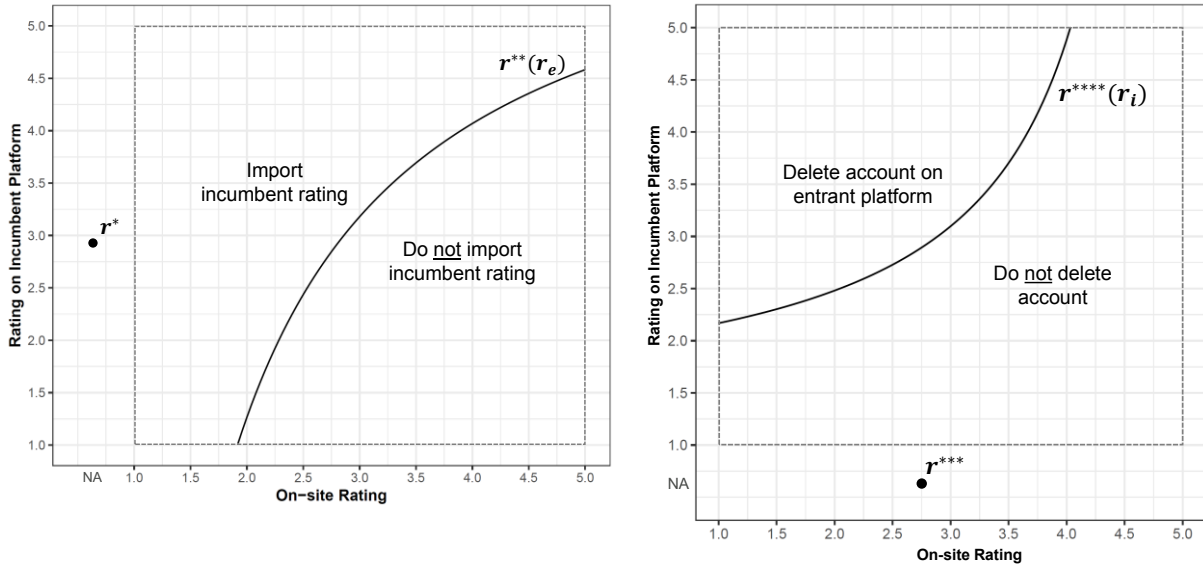 5.0
4.5
4.0
3.5
3.0
2.5
2.0
1.5
1.0
Rating on Incumbent Platform
r**(r_e)
Import
incumbent rating
r*
Do not import
incumbent rating
NA 1.0 1.5 2.0 2.5 3.0 3.5 4.0 4.5 5.0
On−site Rating
5.0
4.5
4.0
3.5
3.0
2.5
2.0
1.5
1.0
NA
Rating on Incumbent Platform
r****(r_i)
Delete account on
entrant platform
Do not delete
account
r***
1.0 1.5 2.0 2.5 3.0 3.5 4.0 4.5 5.0
On-site Rating